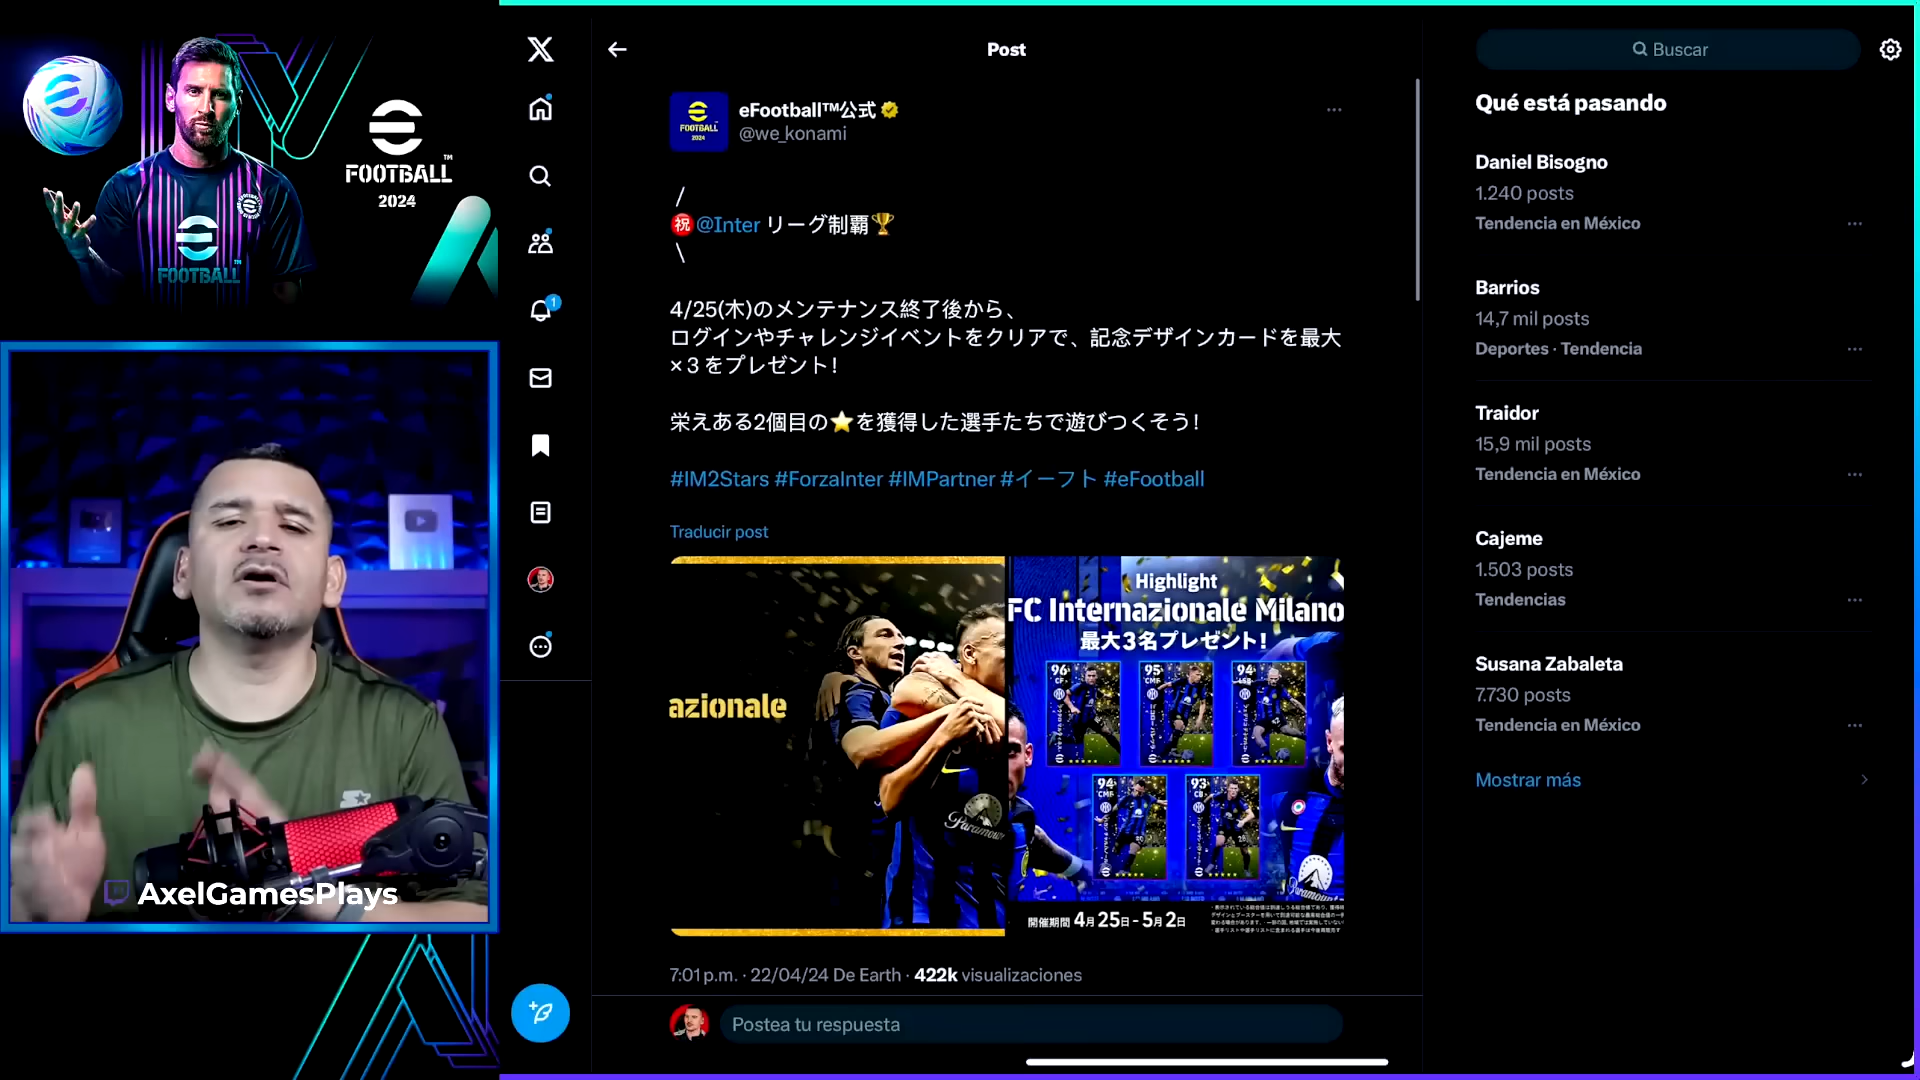 FOOTBALL™
2024
FOOTBALL
AxelGamesPlays
1
Post
FOOTBALL
2024
eFootball™公式
@we_konami
/
㊗@Inter リーグ制覇🏆
\
4/25(木)のメンテナンス終了後から、
ログインやチャレンジイベントをクリアで、記念デザインカードを最大
×３をプレゼント！
栄えある2個目の⭐を獲得した選手たちで遊びつくそう！
#IM2Stars #ForzaInter #IMPartner #イーフト #eFootball
Traducir post
azionale
Highlight
FC Internazionale Milano
最大3名プレゼント！
96
CF
95
CMF
94
94
CMF
93
CB
開催期間 4月25日 - 5月2日
7:01 p.m. · 22/04/24 De Earth · 422k visualizaciones
Postea tu respuesta
Buscar
Qué está pasando
Daniel Bisogno
1.240 posts
Tendencia en México
Barrios
14,7 mil posts
Deportes · Tendencia
Traidor
15,9 mil posts
Tendencia en México
Cajeme
1.503 posts
Tendencias
Susana Zabaleta
7.730 posts
Tendencia en México
Mostrar más